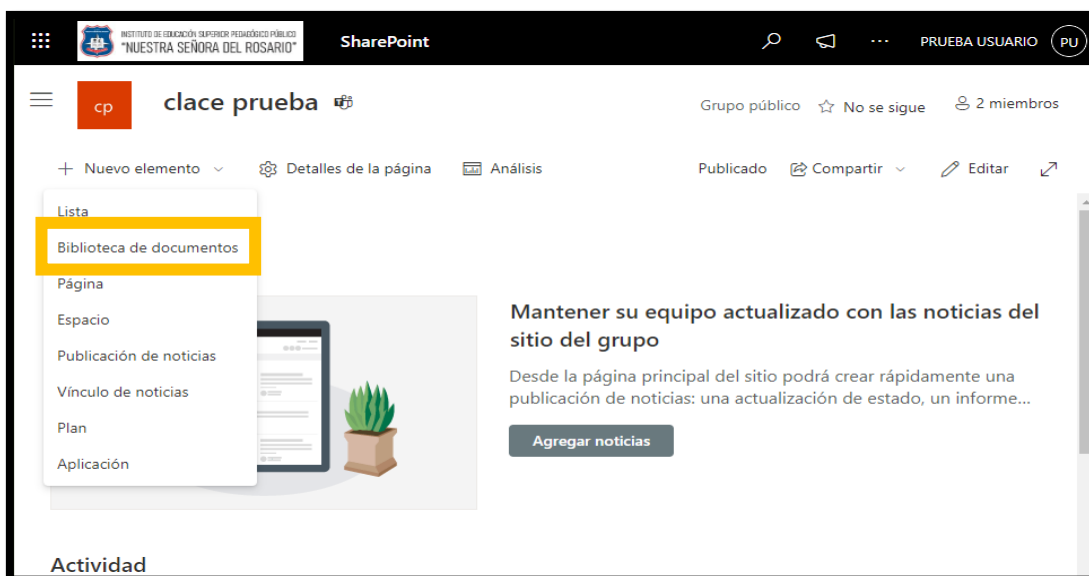 INSTITUTO DE EDUCACIÓN SUPERIOR PEDAGÓGICO PÚBLICO
"NUESTRA SEÑORA DEL ROSARIO"
SharePoint
PRUEBA USUARIO
PU
cp
clace prueba
Grupo público
No se sigue
2 miembros
Nuevo elemento
Detalles de la página
Análisis
Publicado
Compartir
Editar
Lista
Biblioteca de documentos
Página
Espacio
Publicación de noticias
Vínculo de noticias
Plan
Aplicación
Mantener su equipo actualizado con las noticias del
sitio del grupo
Desde la página principal del sitio podrá crear rápidamente una
publicación de noticias: una actualización de estado, un informe...
Agregar noticias
Actividad